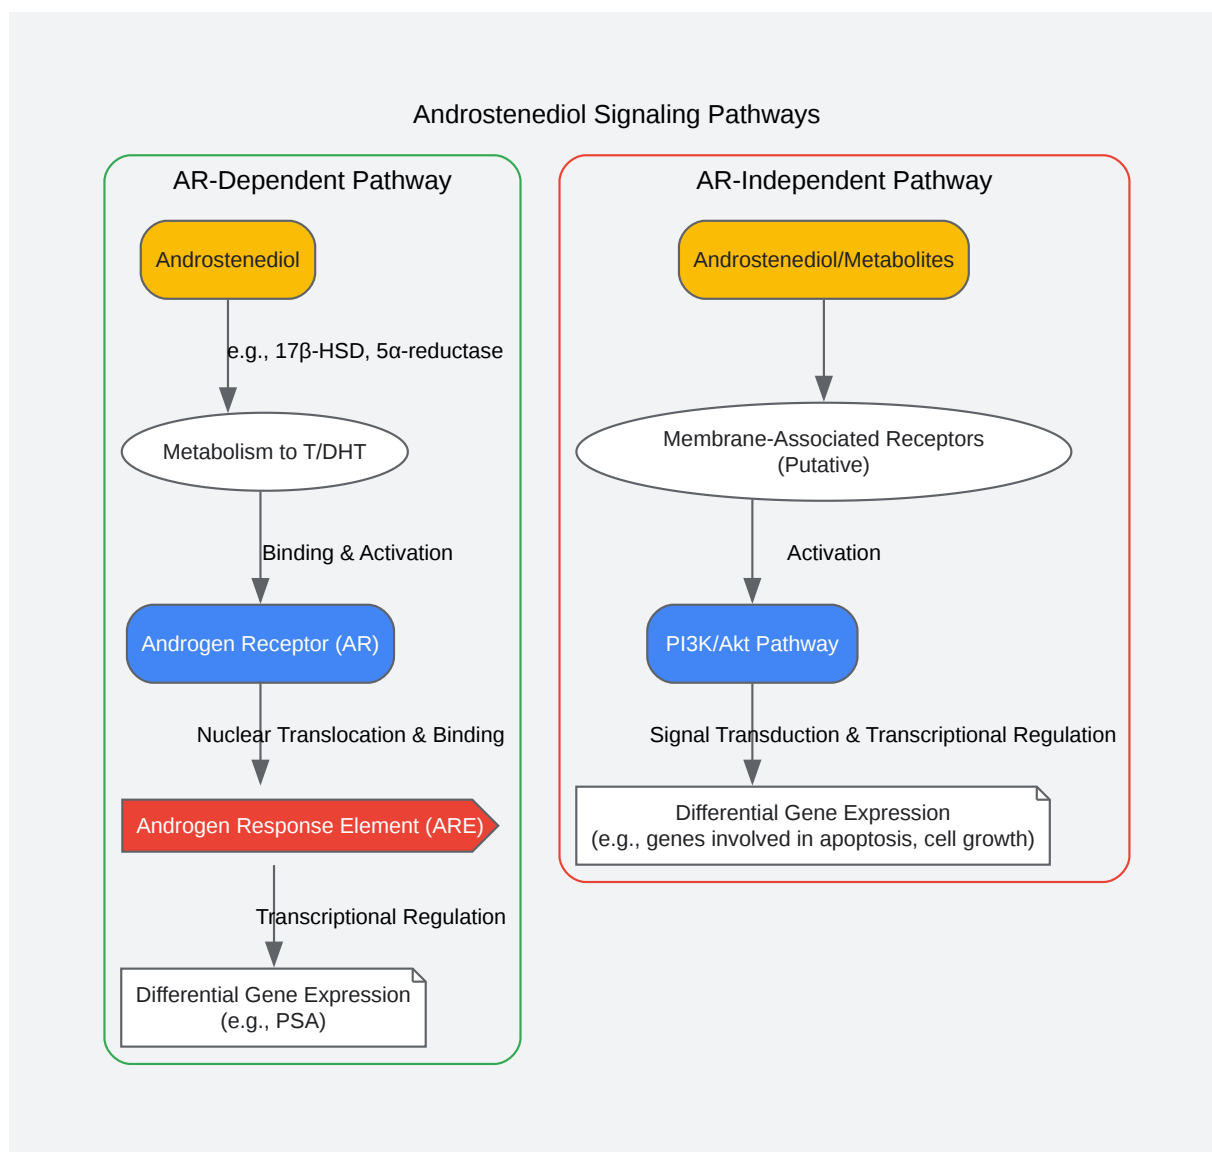 Androstenediol Signaling Pathways
AR-Dependent Pathway
Androstenediol
e.g., 17β-HSD, 5α-reductase
Metabolism to T/DHT
Binding & Activation
Androgen Receptor (AR)
Nuclear Translocation & Binding
Androgen Response Element (ARE)
Transcriptional Regulation
Differential Gene Expression
(e.g., PSA)
AR-Independent Pathway
Androstenediol/Metabolites
Membrane-Associated Receptors
(Putative)
Activation
PI3K/Akt Pathway
Signal Transduction & Transcriptional Regulation
Differential Gene Expression
(e.g., genes involved in apoptosis, cell growth)